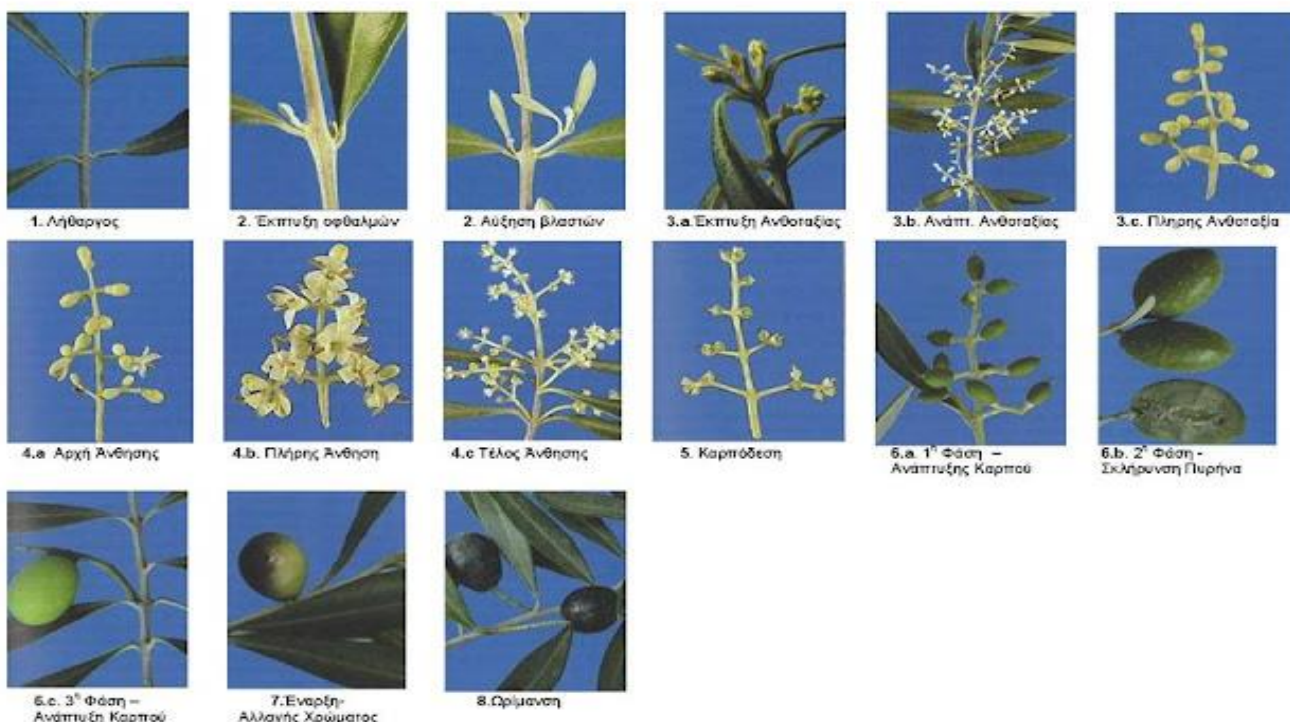 1. Λήθαργος
2. Έκπτυξη οφθαλμών
2. Αύξηση βλαστών
3.a Έκπτυξη Ανθοταξίας
3.b. Ανάπτ. Ανθοταξίας
3.c. Πληρης Ανθοταξία
4.a Αρχή Άνθησης
4.b. Πλήρης Άνθηση
4.c Τέλος Άνθησης
5. Καρπόδεση
6.a. 1η Φάση –
Ανάπτυξης Καρπού
6.b. 2η Φάση -
Σκλήρυνση Πυρήνα
6.c. 3η Φάση –
Ανάπτυξη Καρπού
7.Έναρξη-
Αλλαγής Χρώματος
8.Ωρίμανση